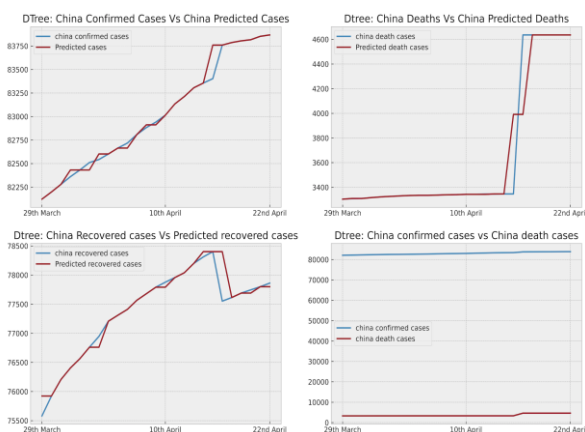 DTree: China Confirmed Cases Vs China Predicted Cases
china confirmed cases
Predicted cases
83750
83500
83250
83000
82750
82500
82250
29th March
10th April
22nd April
Dtree: China Deaths Vs China Predicted Deaths
china death cases
Predicted death cases
4600
4400
4200
4000
3800
3600
3400
29th March
10th April
22nd April
Dtree: China Recovered cases Vs Predicted recovered cases
china recovered cases
Predicted recovered cases
78500
78000
77500
77000
76500
76000
75500
29th March
10th April
22nd April
Dtree: China confirmed cases vs China death cases
china confirmed cases
china death cases
80000
70000
60000
50000
40000
30000
20000
10000
0
29th March
10th April
22nd April